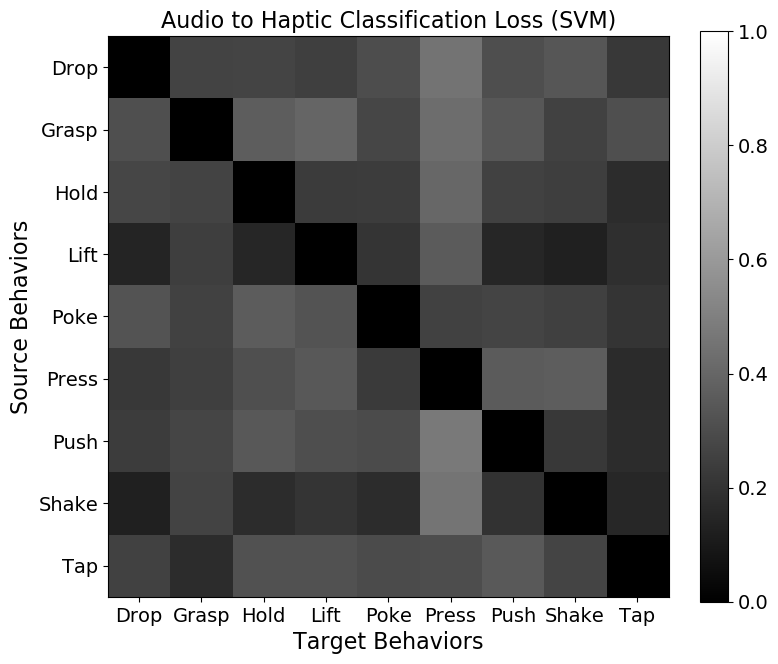 Audio to Haptic Classification Loss (SVM)
Source Behaviors
Drop
Grasp
Hold
Lift
Poke
Press
Push
Shake
Tap
Drop Grasp Hold Lift Poke Press Push Shake Tap
Target Behaviors
1.0
0.8
0.6
0.4
0.2
0.0